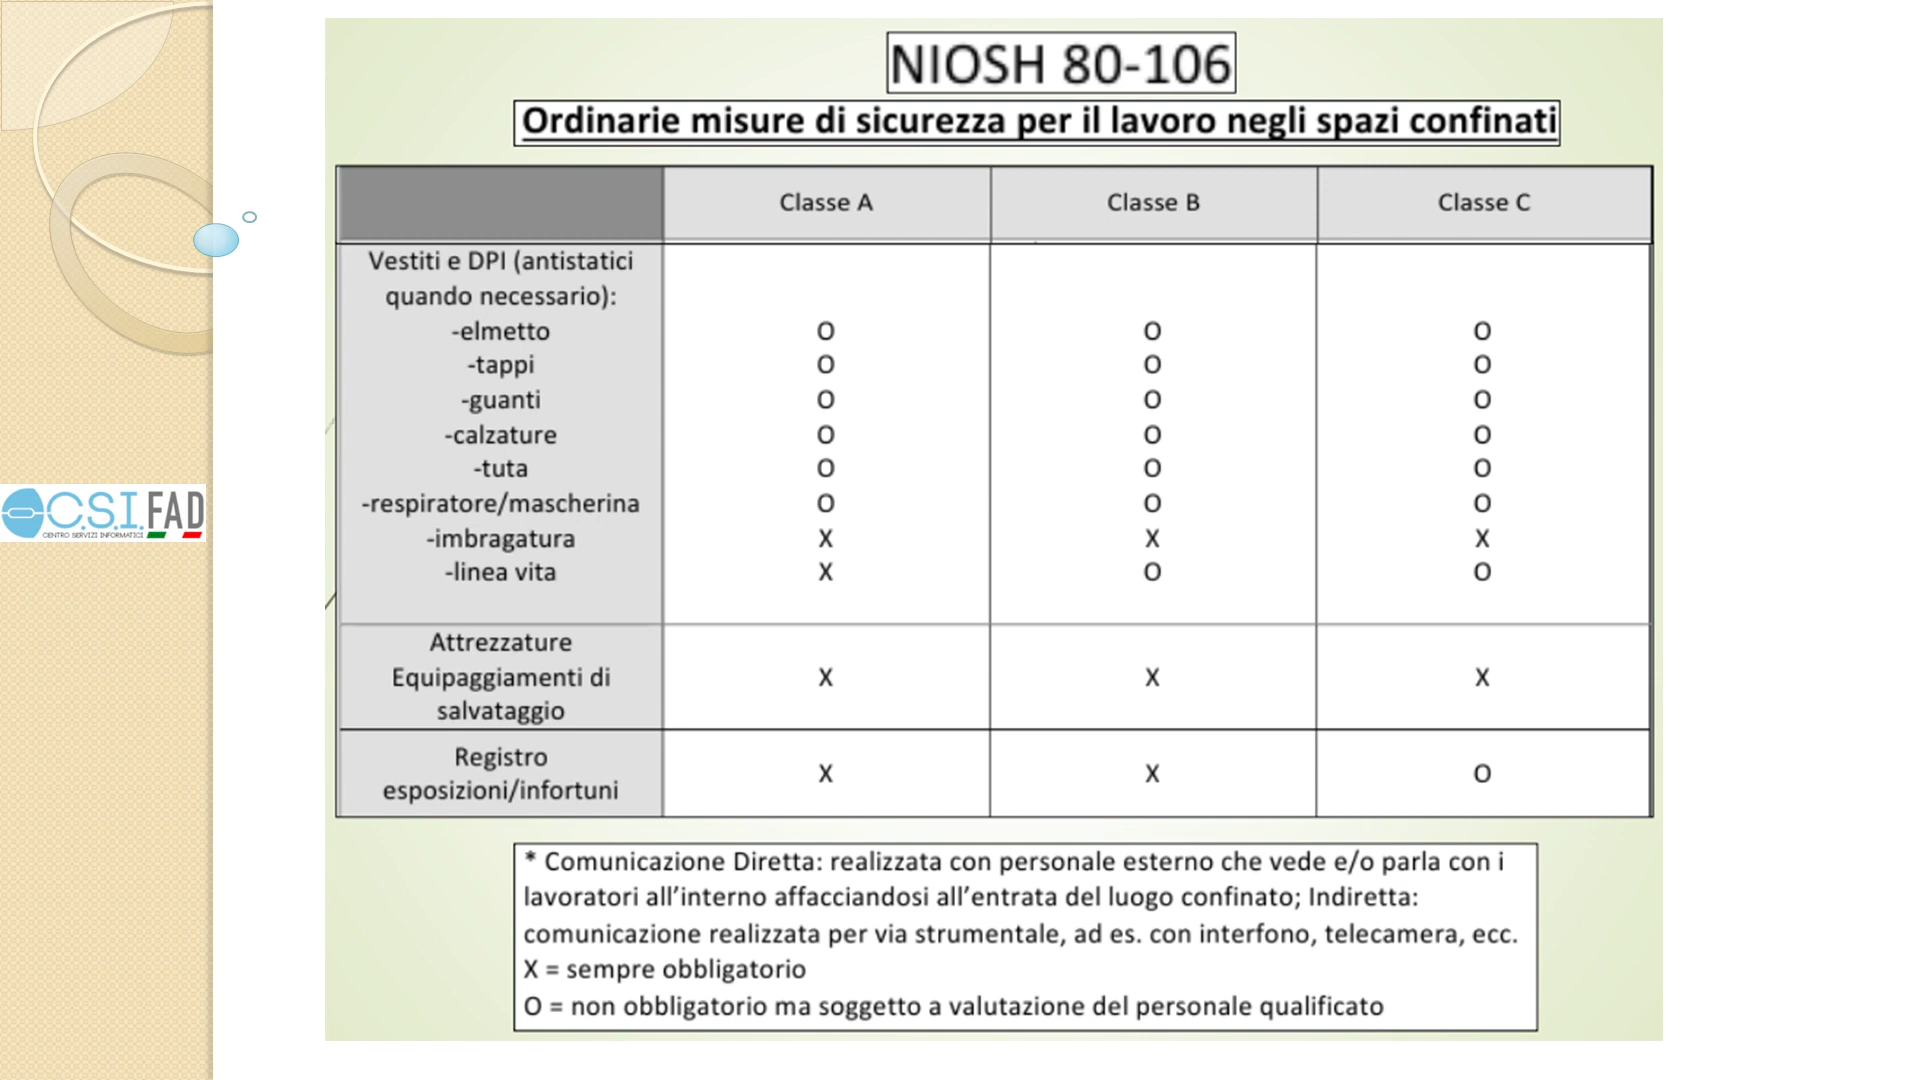 NIOSH 80-106
Ordinarie misure di sicurezza per il lavoro negli spazi confinati
Classe A Classe B Classe C
Vestiti e DPI (antistatici
quando necessario):
-elmetto O O O
-tappi O O O
-guanti O O O
-calzature O O O
-tuta O O O
-respiratore/mascherina O O O
-imbragatura X X X
-linea vita X O O
Attrezzature
Equipaggiamenti di X X X
salvataggio
Registro
esposizioni/infortuni X X O
* Comunicazione Diretta: realizzata con personale esterno che vede e/o parla con i
lavoratori all’interno affacciandosi all’entrata del luogo confinato; Indiretta:
comunicazione realizzata per via strumentale, ad es. con interfono, telecamera, ecc.
X = sempre obbligatorio
O = non obbligatorio ma soggetto a valutazione del personale qualificato
C.S.I. FAD
CENTRO SERVIZI INFORMATICI